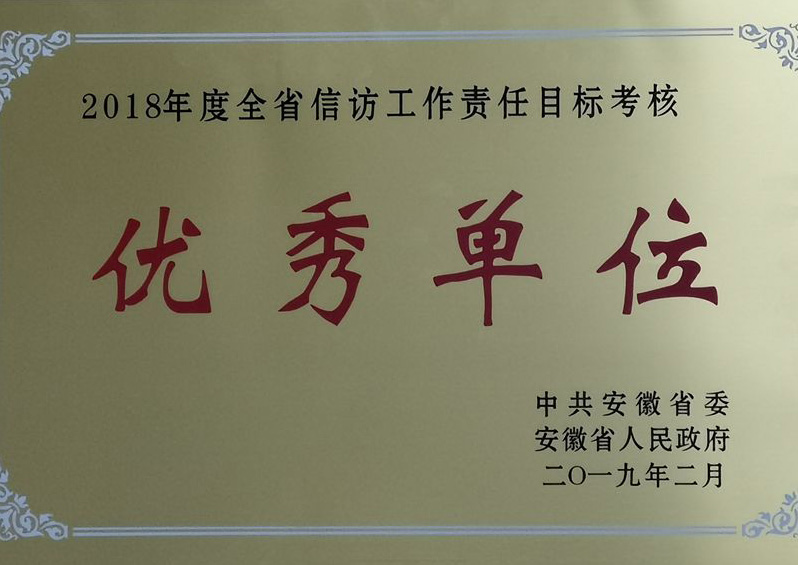 2018年度全省信访工作责任目标考核
优秀单位
中共安徽省委
安徽省人民政府
二〇一九年二月